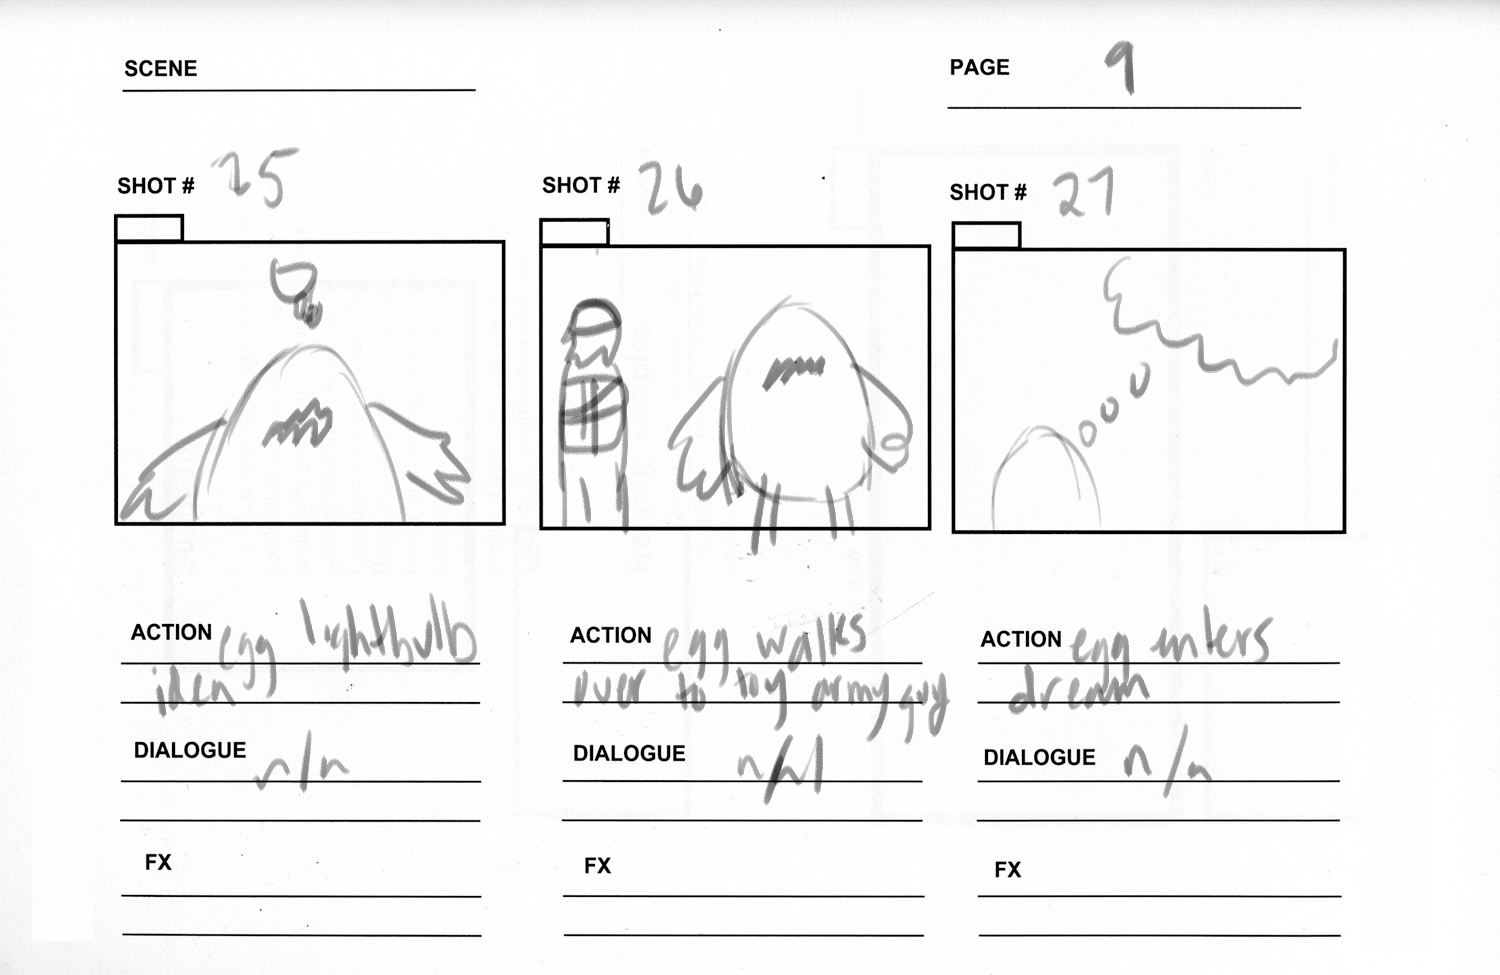 SCENE
PAGE 9
SHOT # 25
SHOT # 26
SHOT # 27
ACTION egg lightbulb
idea
DIALOGUE n/a
FX
ACTION egg walks
over to toy army guy
DIALOGUE n/a
FX
ACTION egg enters
dream
DIALOGUE n/a
FX